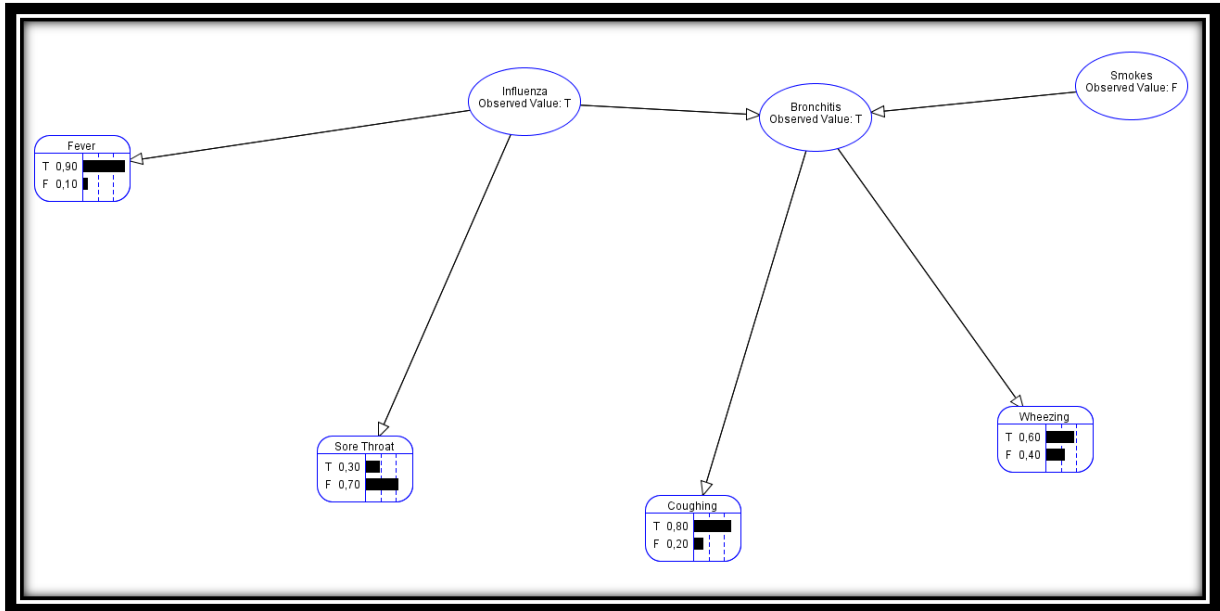 Influenza
Observed Value: T
Bronchitis
Observed Value: T
Smokes
Observed Value: F
Fever
T 0,90
F 0,10
Sore Throat
T 0,30
F 0,70
Coughing
T 0,80
F 0,20
Wheezing
T 0,60
F 0,40